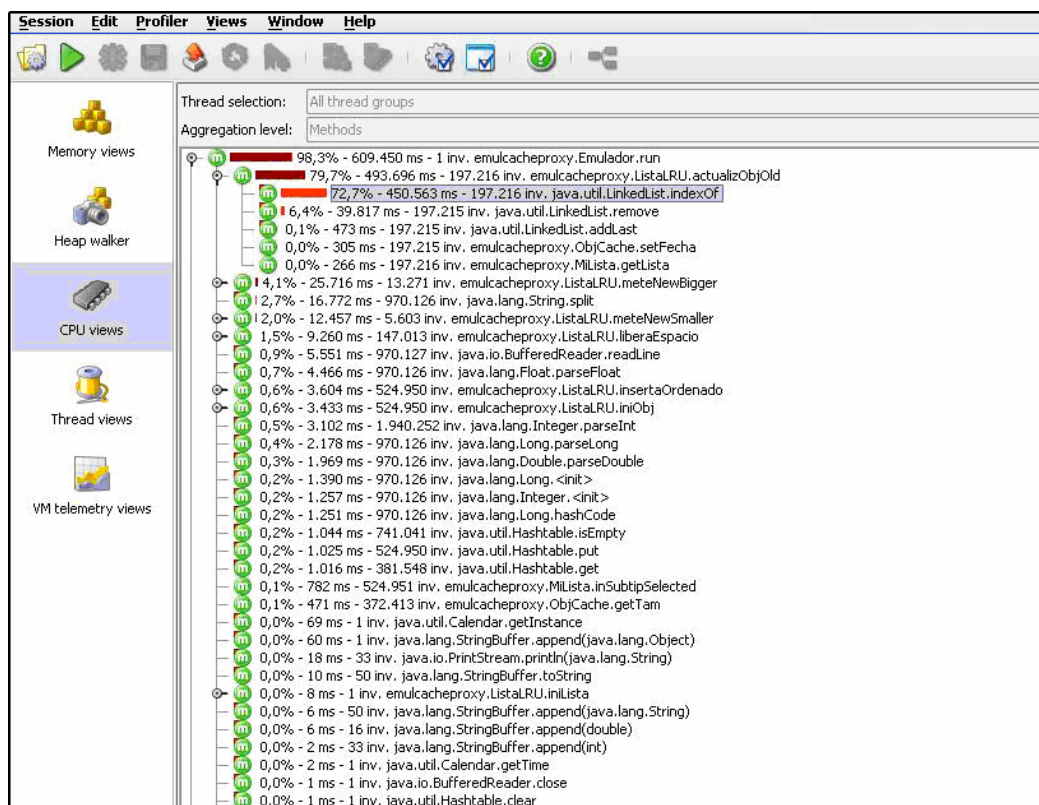 Session Edit Profiler Views Window Help
Thread selection: All thread groups
Aggregation level: Methods
Memory views
Heap walker
CPU views
Thread views
VM telemetry views
98,3% - 609.450 ms - 1 inv. emulcacheproxy.Emulador.run
79,7% - 493.696 ms - 197.216 inv. emulcacheproxy.ListaLRU.actualizObjOld
72,7% - 450.563 ms - 197.216 inv. java.util.LinkedList.indexOf
6,4% - 39.817 ms - 197.215 inv. java.util.LinkedList.remove
0,1% - 473 ms - 197.215 inv. java.util.LinkedList.addLast
0,0% - 305 ms - 197.215 inv. emulcacheproxy.ObjCache.setFecha
0,0% - 266 ms - 197.216 inv. emulcacheproxy.MiLista.getLista
4,1% - 25.716 ms - 13.271 inv. emulcacheproxy.ListaLRU.meteNewBigger
2,7% - 16.772 ms - 970.126 inv. java.lang.String.split
2,0% - 12.457 ms - 5.603 inv. emulcacheproxy.ListaLRU.meteNewSmaller
1,5% - 9.260 ms - 147.013 inv. emulcacheproxy.ListaLRU.liberaEspacio
0,9% - 5.551 ms - 970.127 inv. java.io.BufferedReader.readLine
0,7% - 4.466 ms - 970.126 inv. java.lang.Float.parseFloat
0,6% - 3.604 ms - 524.950 inv. emulcacheproxy.ListaLRU.insertaOrdenado
0,6% - 3.433 ms - 524.950 inv. emulcacheproxy.ListaLRU.iniObj
0,5% - 3.102 ms - 1.940.252 inv. java.lang.Integer.parseInt
0,4% - 2.178 ms - 970.126 inv. java.lang.Long.parseLong
0,3% - 1.969 ms - 970.126 inv. java.lang.Double.parseDouble
0,2% - 1.390 ms - 970.126 inv. java.lang.Long.<init>
0,2% - 1.257 ms - 970.126 inv. java.lang.Integer.<init>
0,2% - 1.251 ms - 970.126 inv. java.lang.Long.hashCode
0,2% - 1.044 ms - 741.041 inv. java.util.Hashtable.isEmpty
0,2% - 1.025 ms - 524.950 inv. java.util.Hashtable.put
0,2% - 1.016 ms - 381.548 inv. java.util.Hashtable.get
0,1% - 782 ms - 524.951 inv. emulcacheproxy.MiLista.inSubtipSelected
0,1% - 471 ms - 372.413 inv. emulcacheproxy.ObjCache.getTam
0,0% - 69 ms - 1 inv. java.util.Calendar.getInstance
0,0% - 60 ms - 1 inv. java.lang.StringBuffer.append(java.lang.Object)
0,0% - 18 ms - 33 inv. java.io.PrintStream.println(java.lang.String)
0,0% - 10 ms - 50 inv. java.lang.StringBuffer.toString
0,0% - 8 ms - 1 inv. emulcacheproxy.ListaLRU.iniLista
0,0% - 6 ms - 50 inv. java.lang.StringBuffer.append(java.lang.String)
0,0% - 6 ms - 16 inv. java.lang.StringBuffer.append(double)
0,0% - 2 ms - 33 inv. java.lang.StringBuffer.append(int)
0,0% - 2 ms - 1 inv. java.util.Calendar.getTime
0,0% - 1 ms - 1 inv. java.io.BufferedReader.close
0,0% - 1 ms - 1 inv. java.util.Hashtable.clear